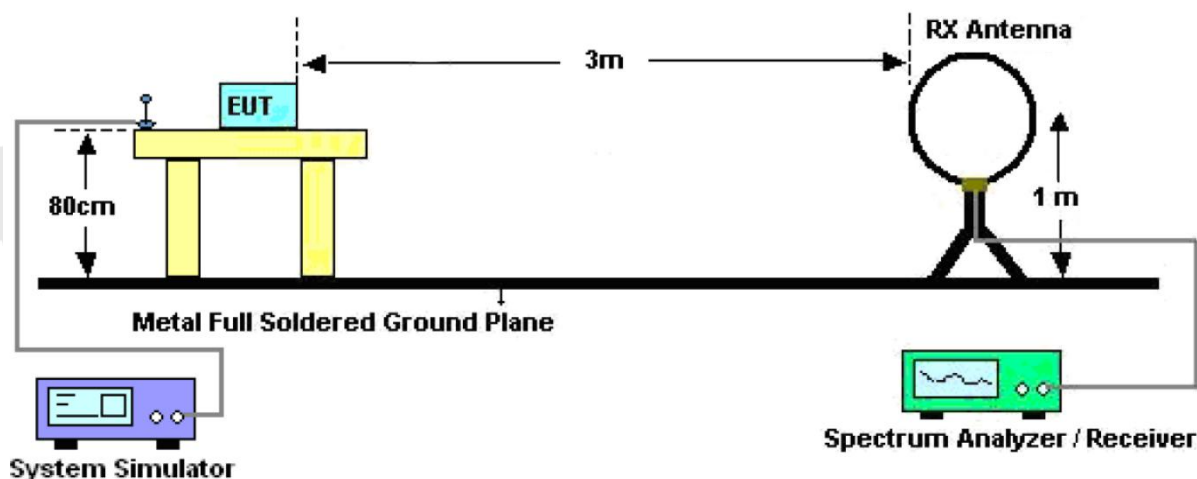 RX Antenna
3m
EUT
80cm
1 m
Metal Full Soldered Ground Plane
System Simulator
Spectrum Analyzer / Receiver